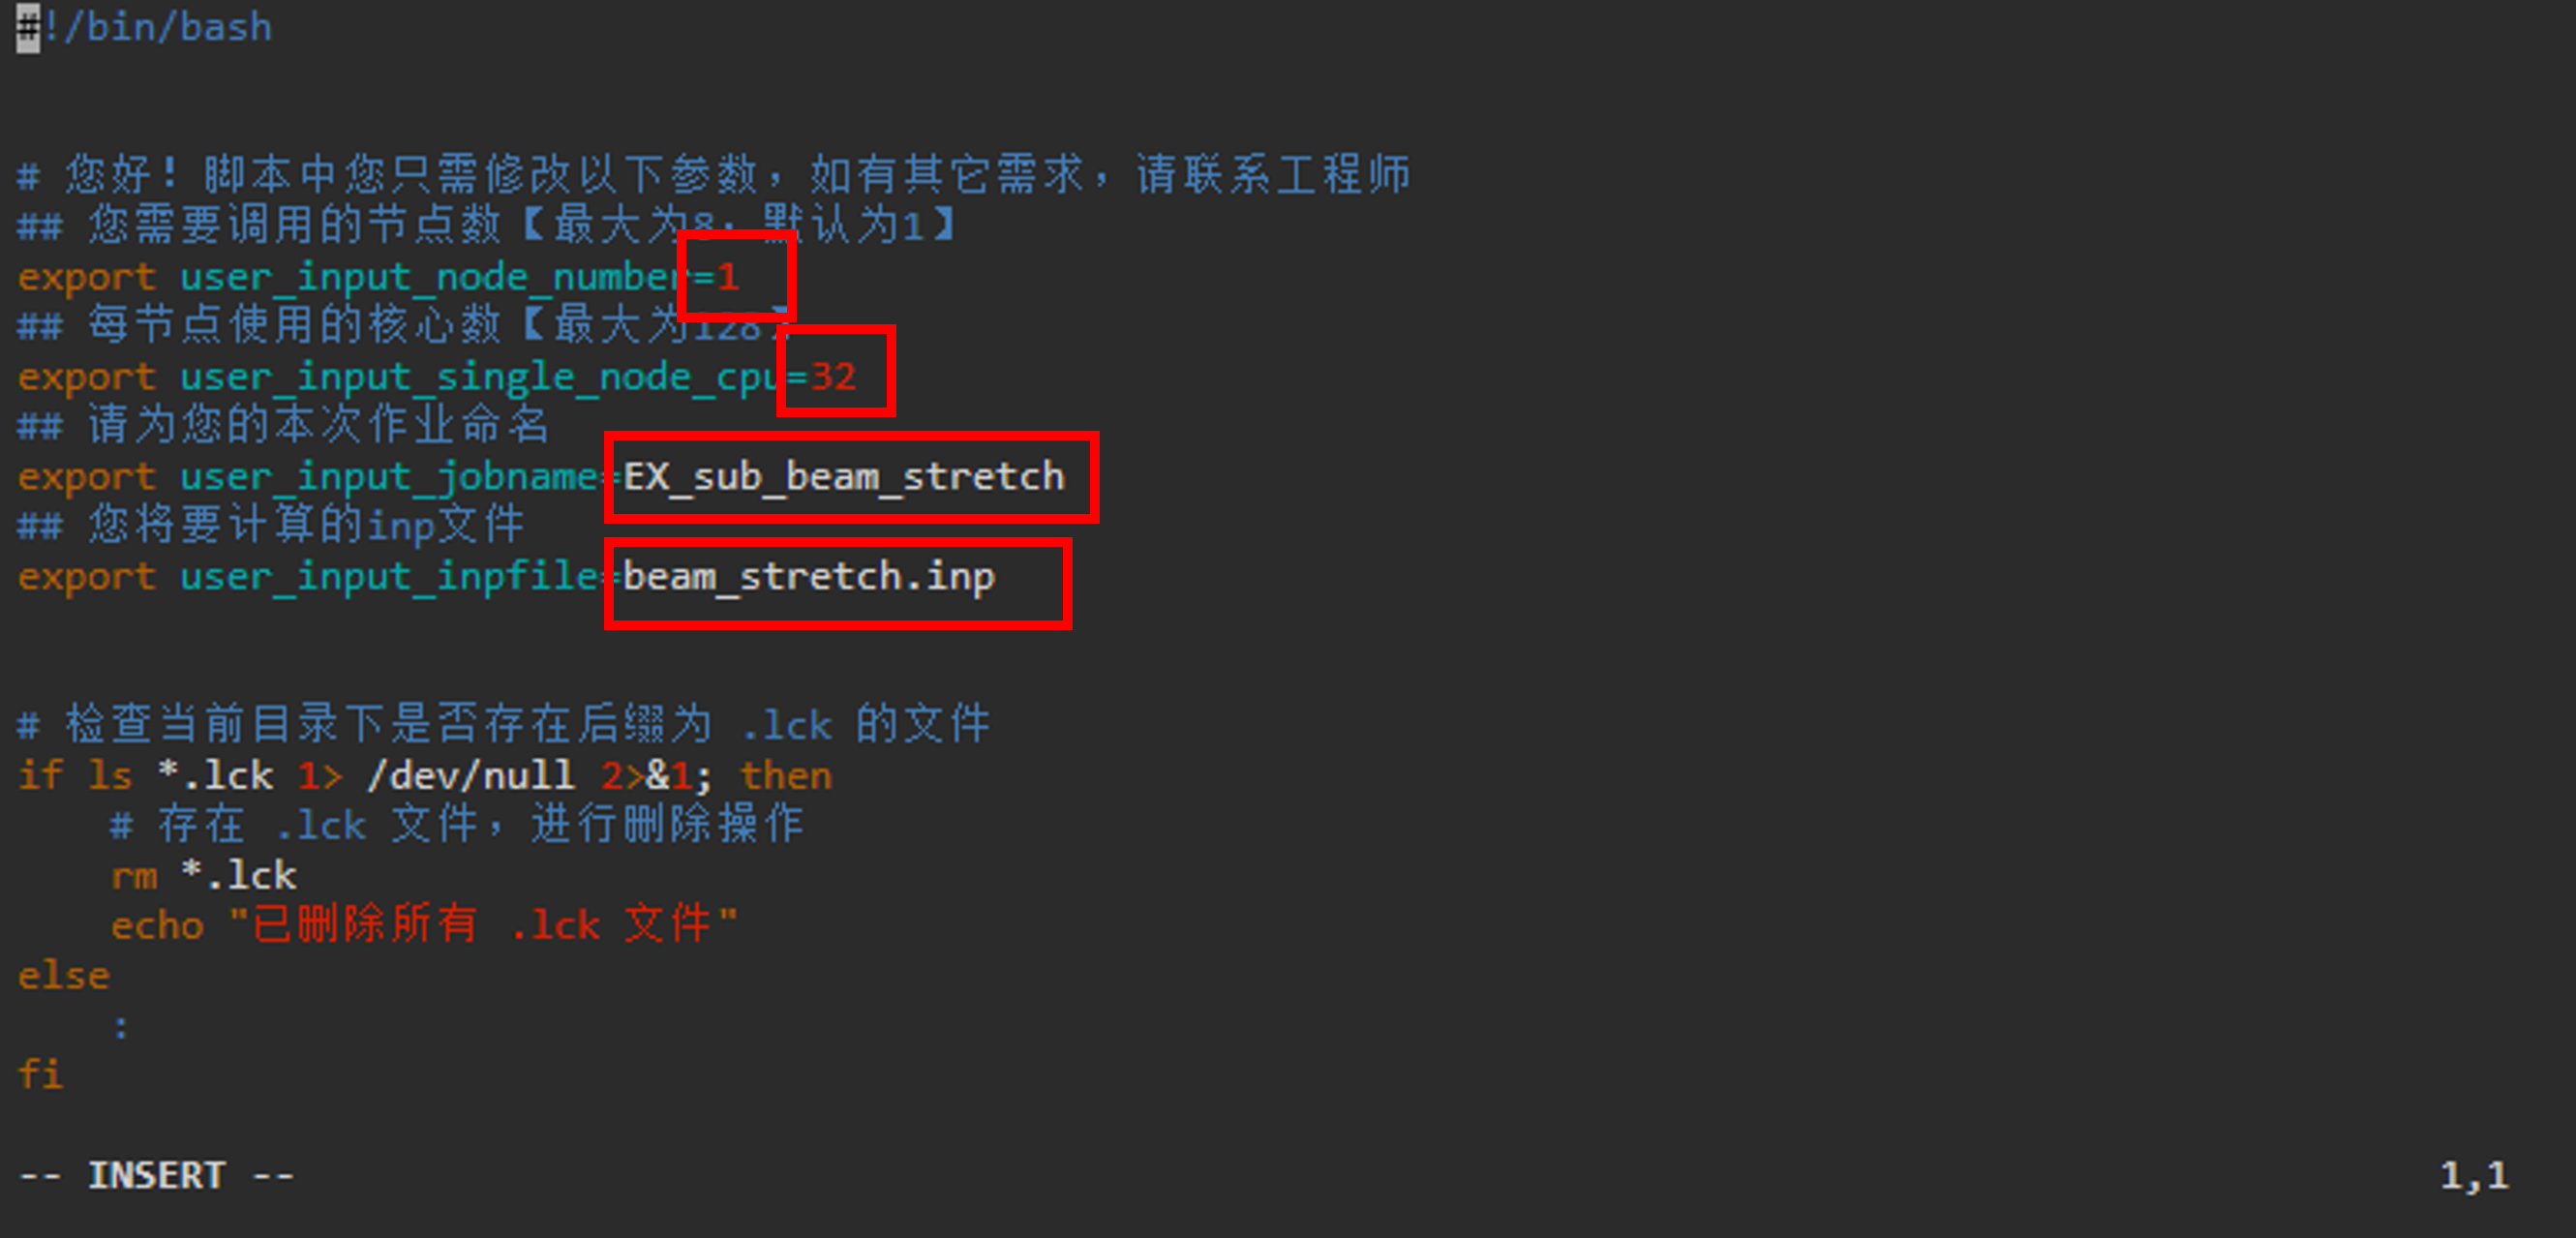 #!/bin/bash
# 您好！脚本中您只需修改以下参数，如有其它需求，请联系工程师
## 您需要调用的节点数【最大为8，默认为1】
export user_input_node_number=1
## 每节点使用的核心数【最大为128】
export user_input_single_node_cpu=32
## 请为您的本次作业命名
export user_input_jobname=EX_sub_beam_stretch
## 您将要计算的inp文件
export user_input_inpfile=beam_stretch.inp
# 检查当前目录下是否存在后缀为 .lck 的文件
if ls *.lck 1> /dev/null 2>&1; then
    # 存在 .lck 文件，进行删除操作
    rm *.lck
    echo "已删除所有 .lck 文件"
else
    :
fi
-- INSERT -- 1,1